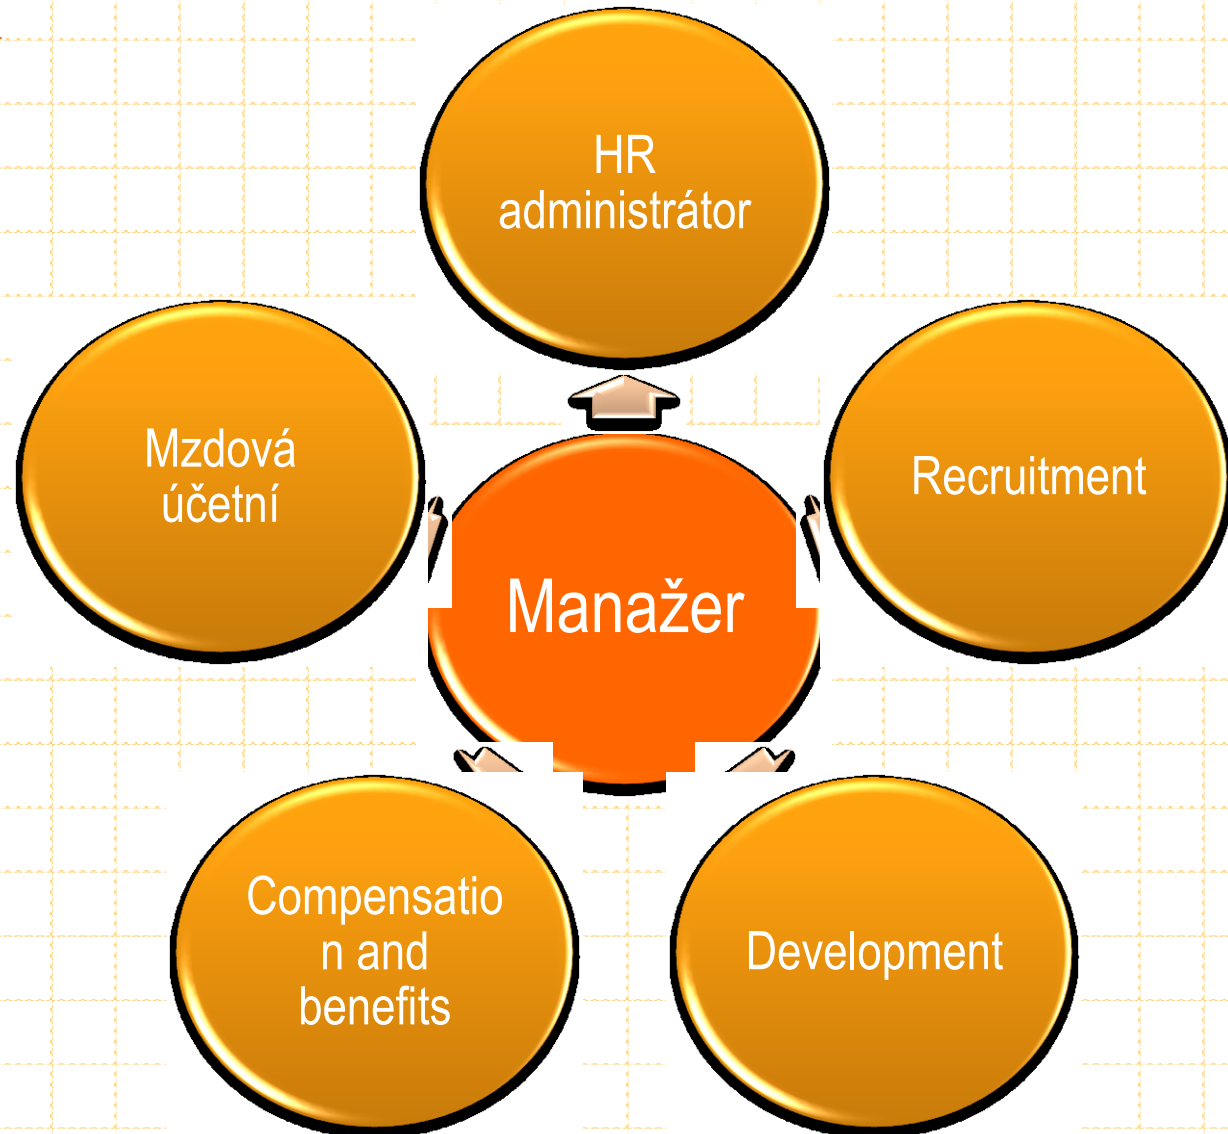 HR
administrátor
Mzdová
účetní
Recruitment
Manažer
Compensatio
n and
benefits
Development